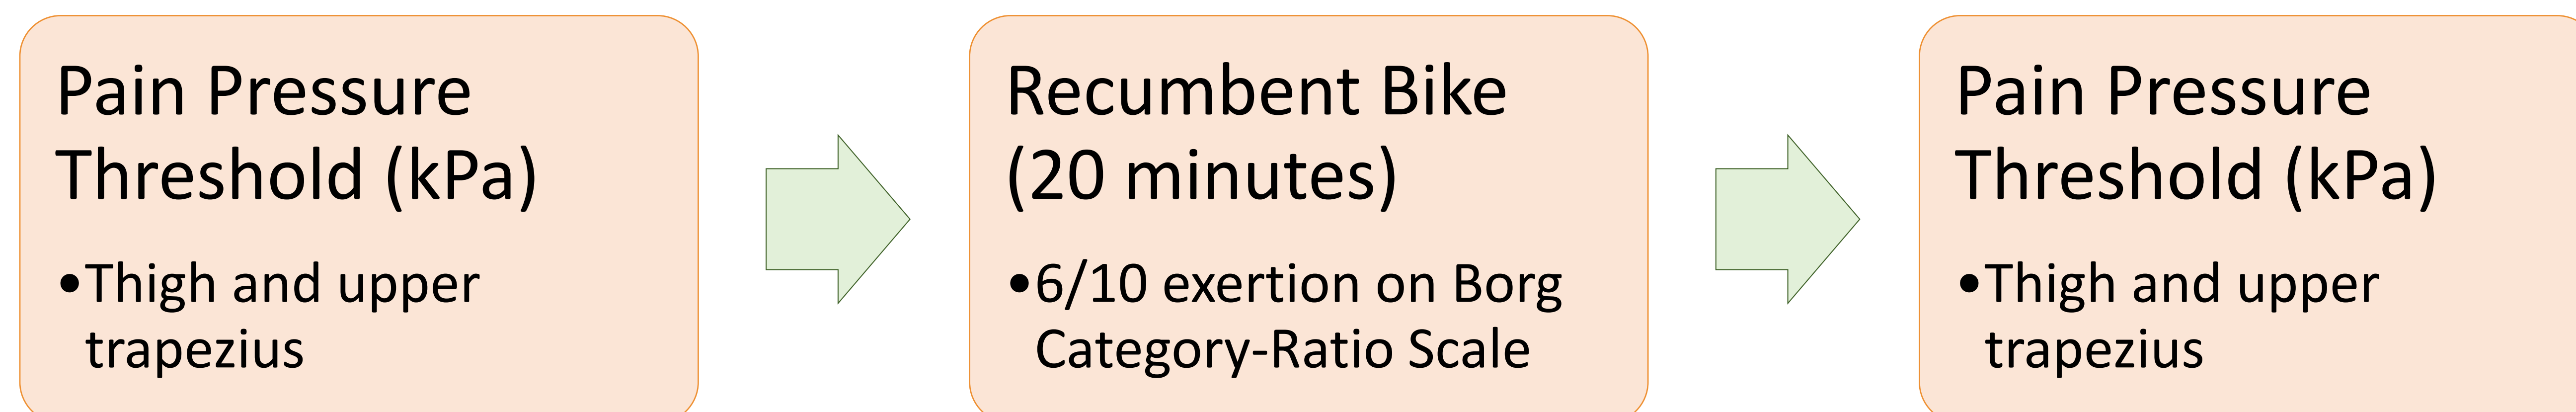 Pain Pressure
Threshold (kPa)
•Thigh and upper
trapezius
Recumbent Bike
(20 minutes)
•6/10 exertion on Borg
Category-Ratio Scale
Pain Pressure
Threshold (kPa)
•Thigh and upper
trapezius